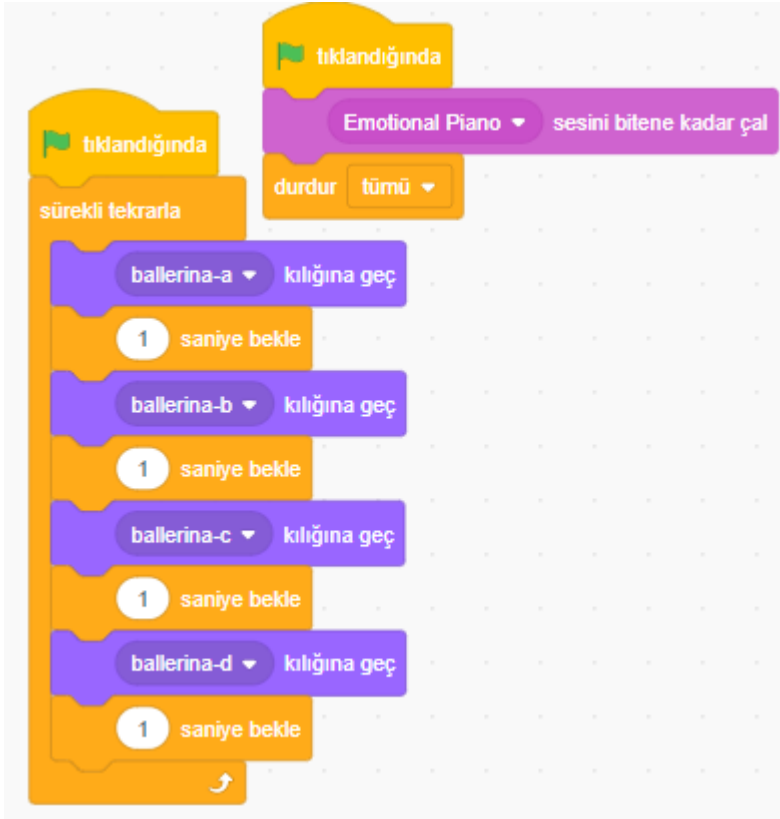 tıklandığında
sürekli tekrarla
ballerina-a kılığına geç
1 saniye bekle
ballerina-b kılığına geç
1 saniye bekle
ballerina-c kılığına geç
1 saniye bekle
ballerina-d kılığına geç
1 saniye bekle
tıklandığında
Emotional Piano sesini bitene kadar çal
durdur tümü